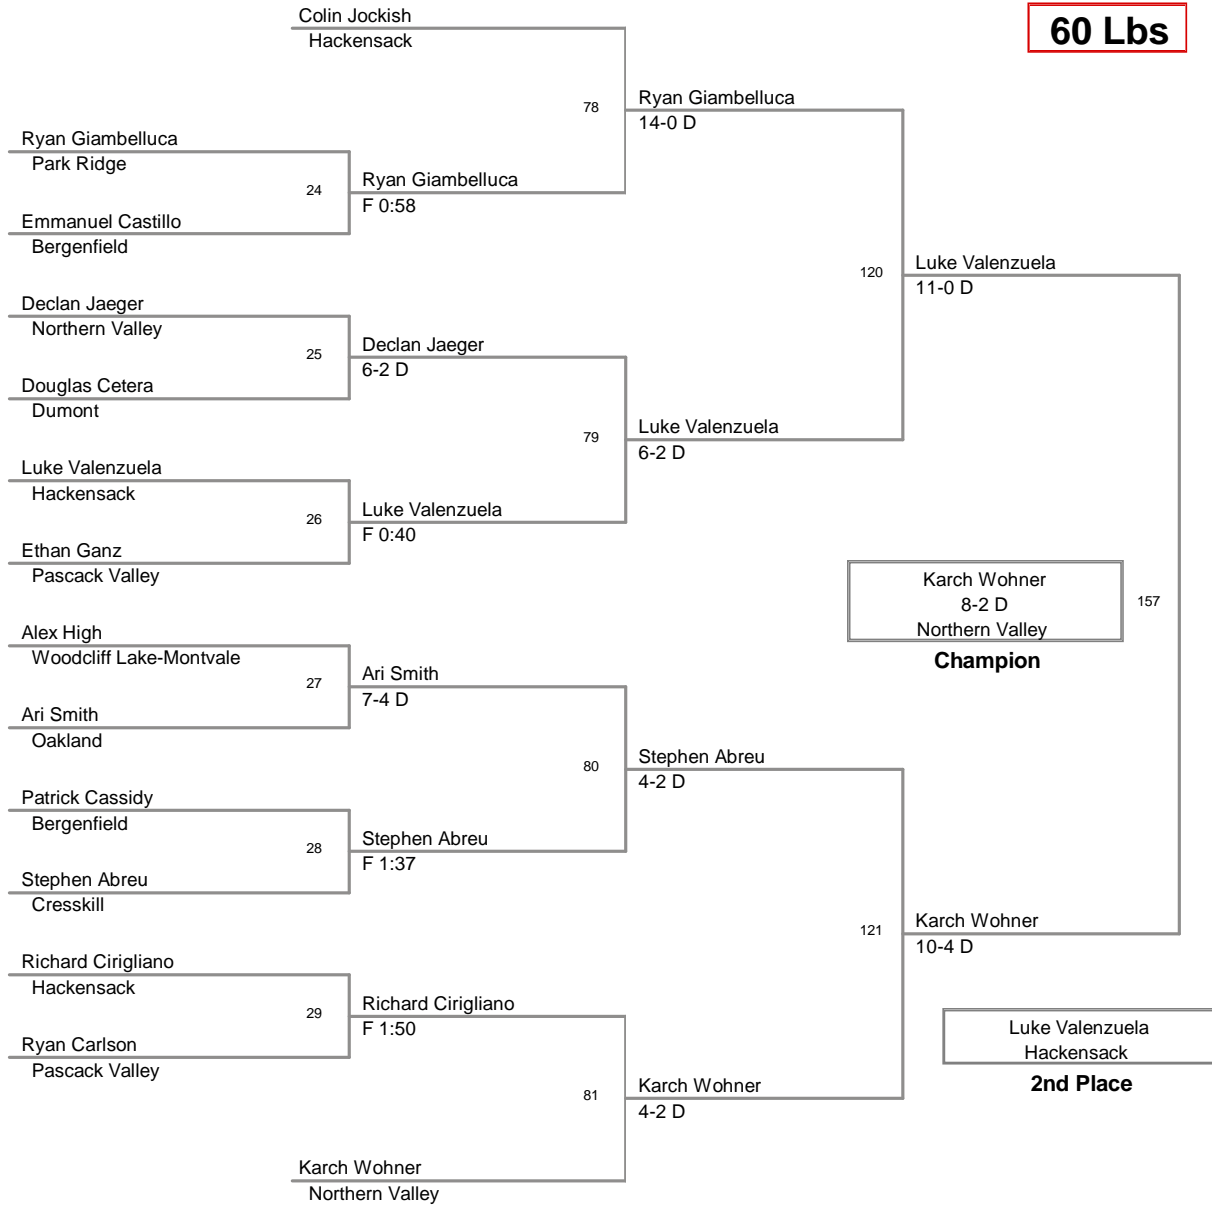 Colin Jockish
Hackensack
60 Lbs
78
Ryan Giambelluca
14-0 D
Ryan Giambelluca
Park Ridge
24
Ryan Giambelluca
F 0:58
Emmanuel Castillo
Bergenfield
120
Luke Valenzuela
11-0 D
Declan Jaeger
Northern Valley
25
Declan Jaeger
6-2 D
Douglas Cetera
Dumont
79
Luke Valenzuela
6-2 D
Luke Valenzuela
Hackensack
26
Luke Valenzuela
F 0:40
Ethan Ganz
Pascack Valley
Karch Wohner
8-2 D
Northern Valley
157
Champion
Alex High
Woodcliff Lake-Montvale
27
Ari Smith
7-4 D
Ari Smith
Oakland
80
Stephen Abreu
4-2 D
Patrick Cassidy
Bergenfield
28
Stephen Abreu
F 1:37
Stephen Abreu
Cresskill
121
Karch Wohner
10-4 D
Richard Cirigliano
Hackensack
29
Richard Cirigliano
F 1:50
Ryan Carlson
Pascack Valley
Luke Valenzuela
Hackensack
2nd Place
81
Karch Wohner
4-2 D
Karch Wohner
Northern Valley